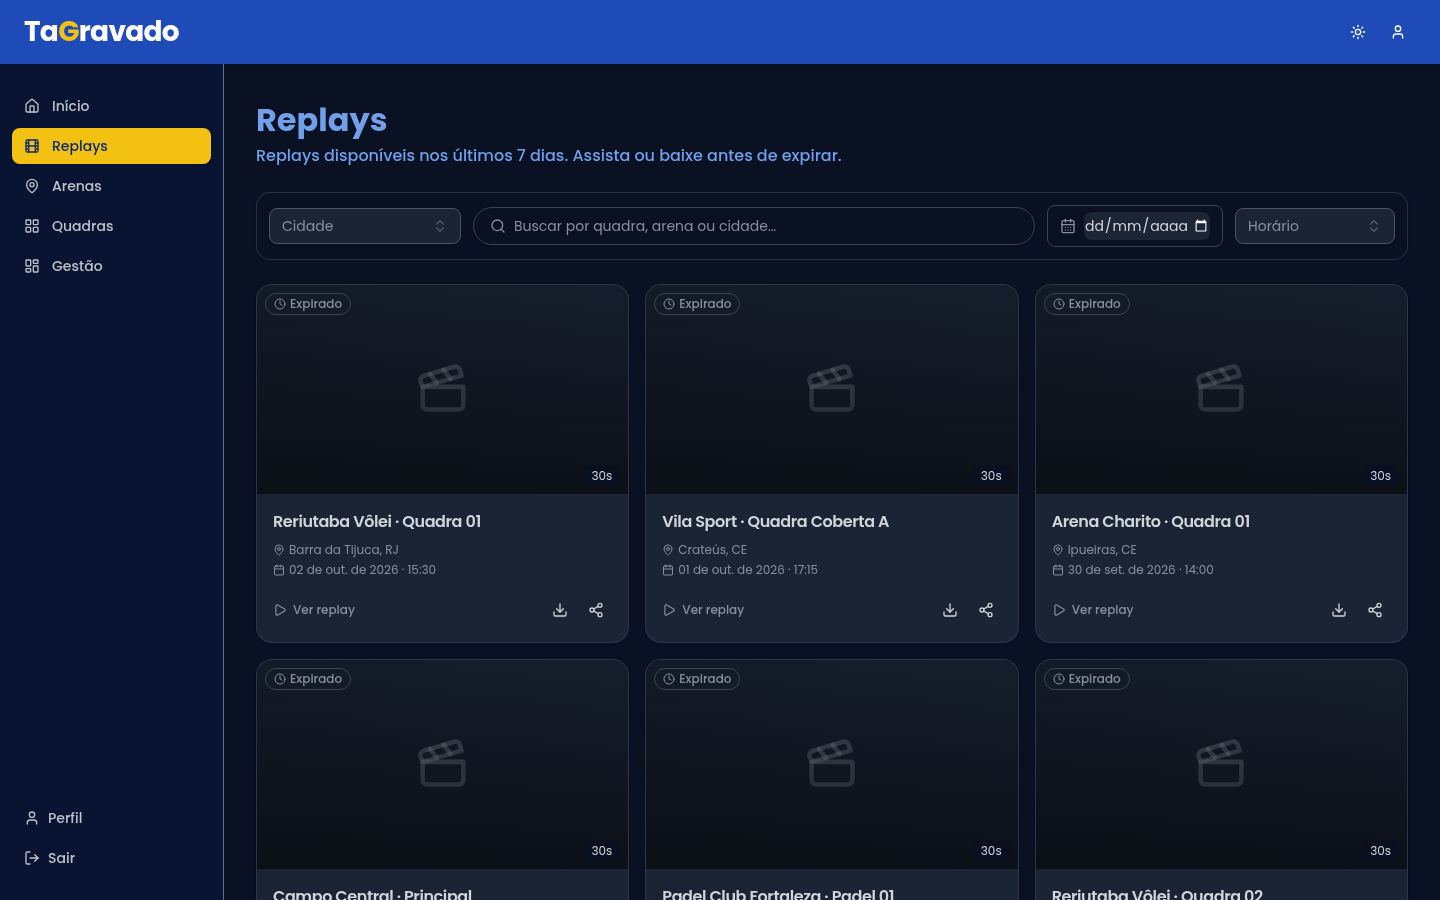 TaGravado
Início
Replays
Arenas
Quadras
Gestão
Perfil
Sair
Replays
Replays disponíveis nos últimos 7 dias. Assista ou baixe antes de expirar.
Cidade
Buscar por quadra, arena ou cidade...
dd/mm/aaaa
Horário
Expirado
30s
Reriutaba Vôlei · Quadra 01
Barra da Tijuca, RJ
02 de out. de 2026 · 15:30
Ver replay
Expirado
30s
Vila Sport · Quadra Coberta A
Crateús, CE
01 de out. de 2026 · 17:15
Ver replay
Expirado
30s
Arena Charito · Quadra 01
Ipueiras, CE
30 de set. de 2026 · 14:00
Ver replay
Expirado
30s
Campo Central · Principal
Expirado
30s
Padel Club Fortaleza · Padel 01
Expirado
30s
Reriutaba Vôlei · Quadra 02